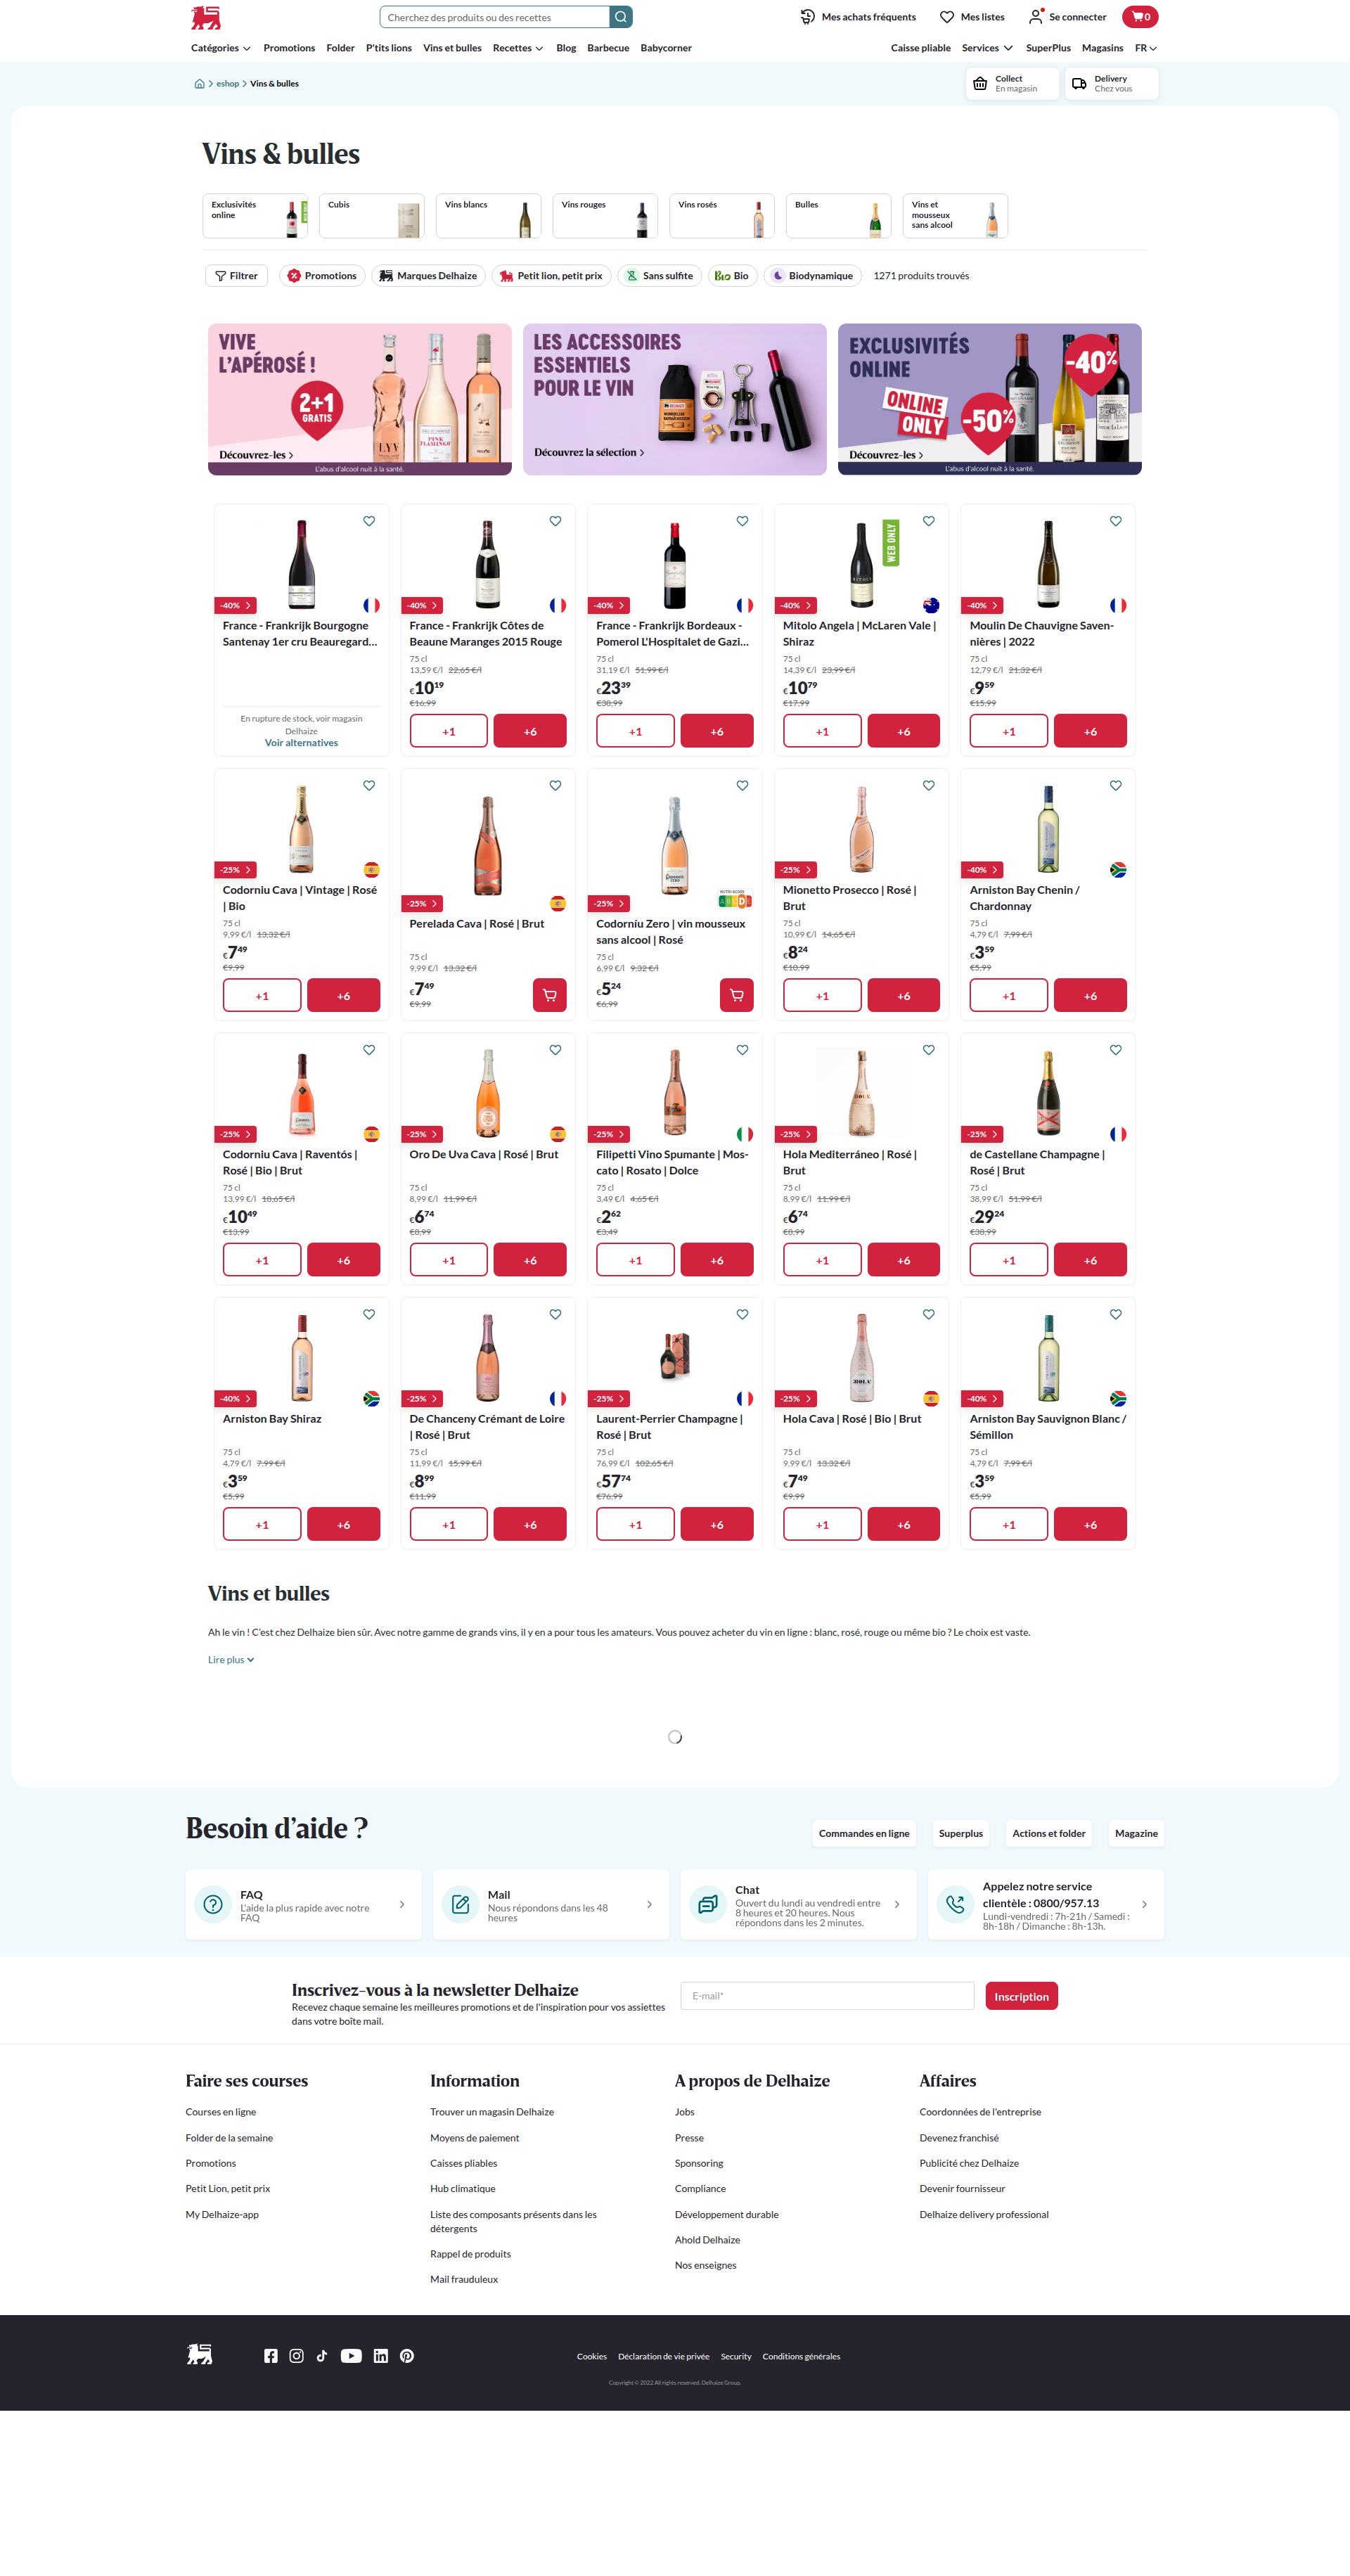 Cherchez des produits ou des recettes
Mes achats fréquents
Mes listes
Se connecter
0
Catégories
Promotions
Folder
P'tits lions
Vins et bulles
Recettes
Blog
Barbecue
Babycorner
Caisse pliable
Services
SuperPlus
Magasins
FR
eshop
Vins & bulles
Collect
En magasin
Delivery
Chez vous
Vins & bulles
Exclusivités
online
Cubis
Vins blancs
Vins rouges
Vins rosés
Bulles
Vins et
mousseux
sans alcool
Filtrer
Promotions
Marques Delhaize
Petit lion, petit prix
Sans sulfite
Bio
Bio
Biodynamique
1271 produits trouvés
VIVE
L'APÉROSÉ !
2+1
GRATIS
LYV
PINK
FLAMINGO
Découvrez-les
L'abus d'alcool nuit à la santé.
LES ACCESSOIRES
ESSENTIELS
POUR LE VIN
Découvrez la sélection
EXCLUSIVITÉS
ONLINE
ONLINE
ONLY
-50%
-40%
Découvrez-les
L'abus d'alcool nuit à la santé.
-40%
France - Frankrijk Bourgogne
Santenay 1er cru Beauregard...
En rupture de stock, voir magasin
Delhaize
Voir alternatives
-40%
France - Frankrijk Côtes de
Beaune Maranges 2015 Rouge
75 cl
13,59 €/l 22,65 €/l
€1019
€16,99
+1
+6
-40%
France - Frankrijk Bordeaux -
Pomerol L'Hospitalet de Gazi...
75 cl
31,19 €/l 51,99 €/l
€2339
€38,99
+1
+6
WEB ONLY
-40%
Mitolo Angela | McLaren Vale |
Shiraz
75 cl
14,39 €/l 23,99 €/l
€1079
€17,99
+1
+6
-40%
Moulin De Chauvigne Saven-
nières | 2022
75 cl
12,79 €/l 21,32 €/l
€959
€15,99
+1
+6
-25%
Codorniu Cava | Vintage | Rosé
| Bio
75 cl
9,99 €/l 13,32 €/l
€749
€9,99
+1
+6
-25%
Perelada Cava | Rosé | Brut
75 cl
9,99 €/l 13,32 €/l
€749
€9,99
-25%
NUTRI-SCORE
Codorníu Zero | vin mousseux
sans alcool | Rosé
75 cl
6,99 €/l 9,32 €/l
€524
€6,99
-25%
Mionetto Prosecco | Rosé |
Brut
75 cl
10,99 €/l 14,65 €/l
€824
€10,99
+1
+6
-40%
Arniston Bay Chenin /
Chardonnay
75 cl
4,79 €/l 7,99 €/l
€359
€5,99
+1
+6
-25%
Codorniu Cava | Raventós |
Rosé | Bio | Brut
75 cl
13,99 €/l 18,65 €/l
€1049
€13,99
+1
+6
-25%
Oro De Uva Cava | Rosé | Brut
75 cl
8,99 €/l 11,99 €/l
€674
€8,99
+1
+6
-25%
Filipetti Vino Spumante | Mos-
cato | Rosato | Dolce
75 cl
3,49 €/l 4,65 €/l
€262
€3,49
+1
+6
-25%
Hola Mediterráneo | Rosé |
Brut
75 cl
8,99 €/l 11,99 €/l
€674
€8,99
+1
+6
-25%
de Castellane Champagne |
Rosé | Brut
75 cl
38,99 €/l 51,99 €/l
€2924
€38,99
+1
+6
-40%
Arniston Bay Shiraz
75 cl
4,79 €/l 7,99 €/l
€359
€5,99
+1
+6
-25%
De Chanceny Crémant de Loire
| Rosé | Brut
75 cl
11,99 €/l 15,99 €/l
€899
€11,99
+1
+6
-25%
Laurent-Perrier Champagne |
Rosé | Brut
75 cl
76,99 €/l 102,65 €/l
€5774
€76,99
+1
+6
¡HOLA!
-25%
Hola Cava | Rosé | Bio | Brut
75 cl
9,99 €/l 13,32 €/l
€749
€9,99
+1
+6
-40%
Arniston Bay Sauvignon Blanc /
Sémillon
75 cl
4,79 €/l 7,99 €/l
€359
€5,99
+1
+6
Vins et bulles
Ah le vin ! C'est chez Delhaize bien sûr. Avec notre gamme de grands vins, il y en a pour tous les amateurs. Vous pouvez acheter du vin en ligne : blanc, rosé, rouge ou même bio ? Le choix est vaste.
Lire plus
Besoin d'aide ?
Commandes en ligne
Superplus
Actions et folder
Magazine
FAQ
L'aide la plus rapide avec notre
FAQ
Mail
Nous répondons dans les 48
heures
Chat
Ouvert du lundi au vendredi entre
8 heures et 20 heures. Nous
répondons dans les 2 minutes.
Appelez notre service
clientèle : 0800/957.13
Lundi-vendredi : 7h-21h / Samedi :
8h-18h / Dimanche : 8h-13h.
Inscrivez-vous à la newsletter Delhaize
Recevez chaque semaine les meilleures promotions et de l'inspiration pour vos assiettes
dans votre boîte mail.
E-mail*
Inscription
Faire ses courses
Courses en ligne
Folder de la semaine
Promotions
Petit Lion, petit prix
My Delhaize-app
Information
Trouver un magasin Delhaize
Moyens de paiement
Caisses pliables
Hub climatique
Liste des composants présents dans les
détergents
Rappel de produits
Mail frauduleux
A propos de Delhaize
Jobs
Presse
Sponsoring
Compliance
Développement durable
Ahold Delhaize
Nos enseignes
Affaires
Coordonnées de l'entreprise
Devenez franchisé
Publicité chez Delhaize
Devenir fournisseur
Delhaize delivery professional
Cookies
Déclaration de vie privée
Security
Conditions générales
Copyright © 2022 All rights reserved. Delhaize Group.